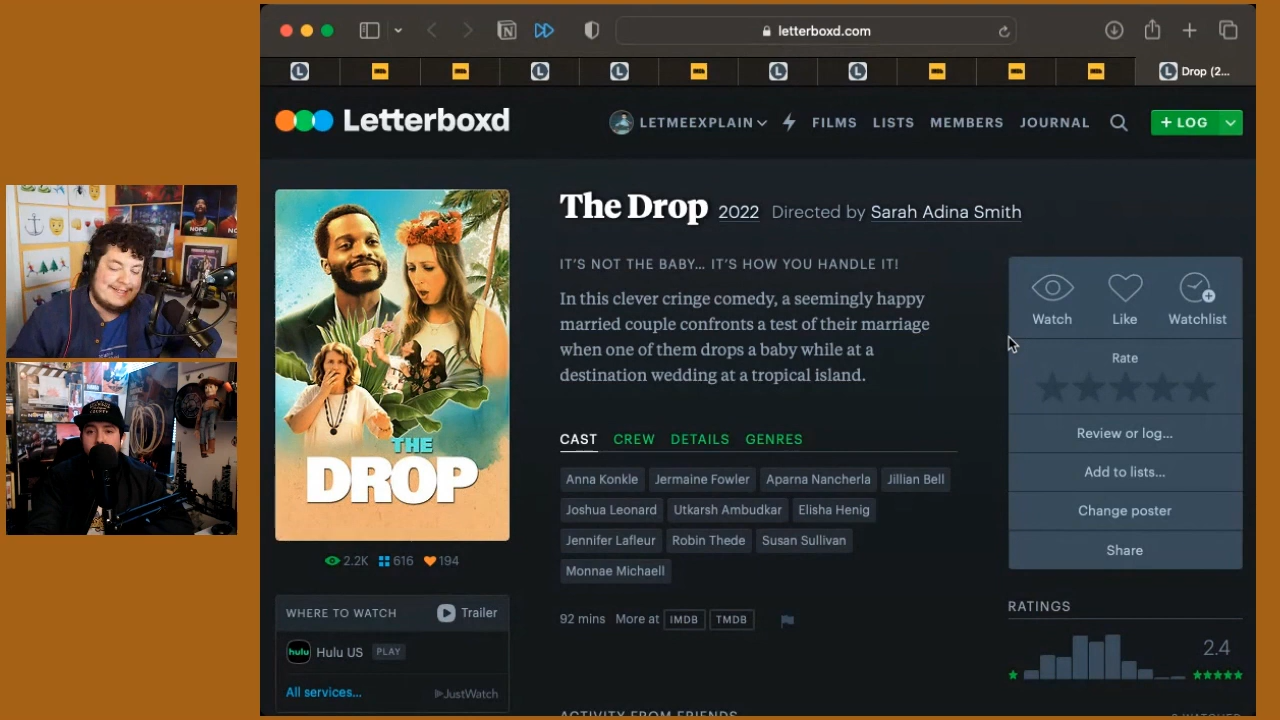 letterboxd.com
Drop (2...
Letterboxd
LETMEEXPLAIN
FILMS
LISTS
MEMBERS
JOURNAL
+ LOG
The Drop 2022 Directed by Sarah Adina Smith
IT'S NOT THE BABY... IT'S HOW YOU HANDLE IT!
In this clever cringe comedy, a seemingly happy
married couple confronts a test of their marriage
when one of them drops a baby while at a
destination wedding at a tropical island.
CAST CREW DETAILS GENRES
Anna Konkle Jermaine Fowler Aparna Nancherla Jillian Bell
Joshua Leonard Utkarsh Ambudkar Elisha Henig
Jennifer Lafleur Robin Thede Susan Sullivan
Monnae Michaell
92 mins More at IMDB TMDB
THE
DROP
2.2K 616 194
WHERE TO WATCH Trailer
hulu Hulu US PLAY
All services... JustWatch
Watch Like Watchlist
Rate
Review or log...
Add to lists...
Change poster
Share
RATINGS
2.4
ACTIVITY FROM FRIENDS
NOPE